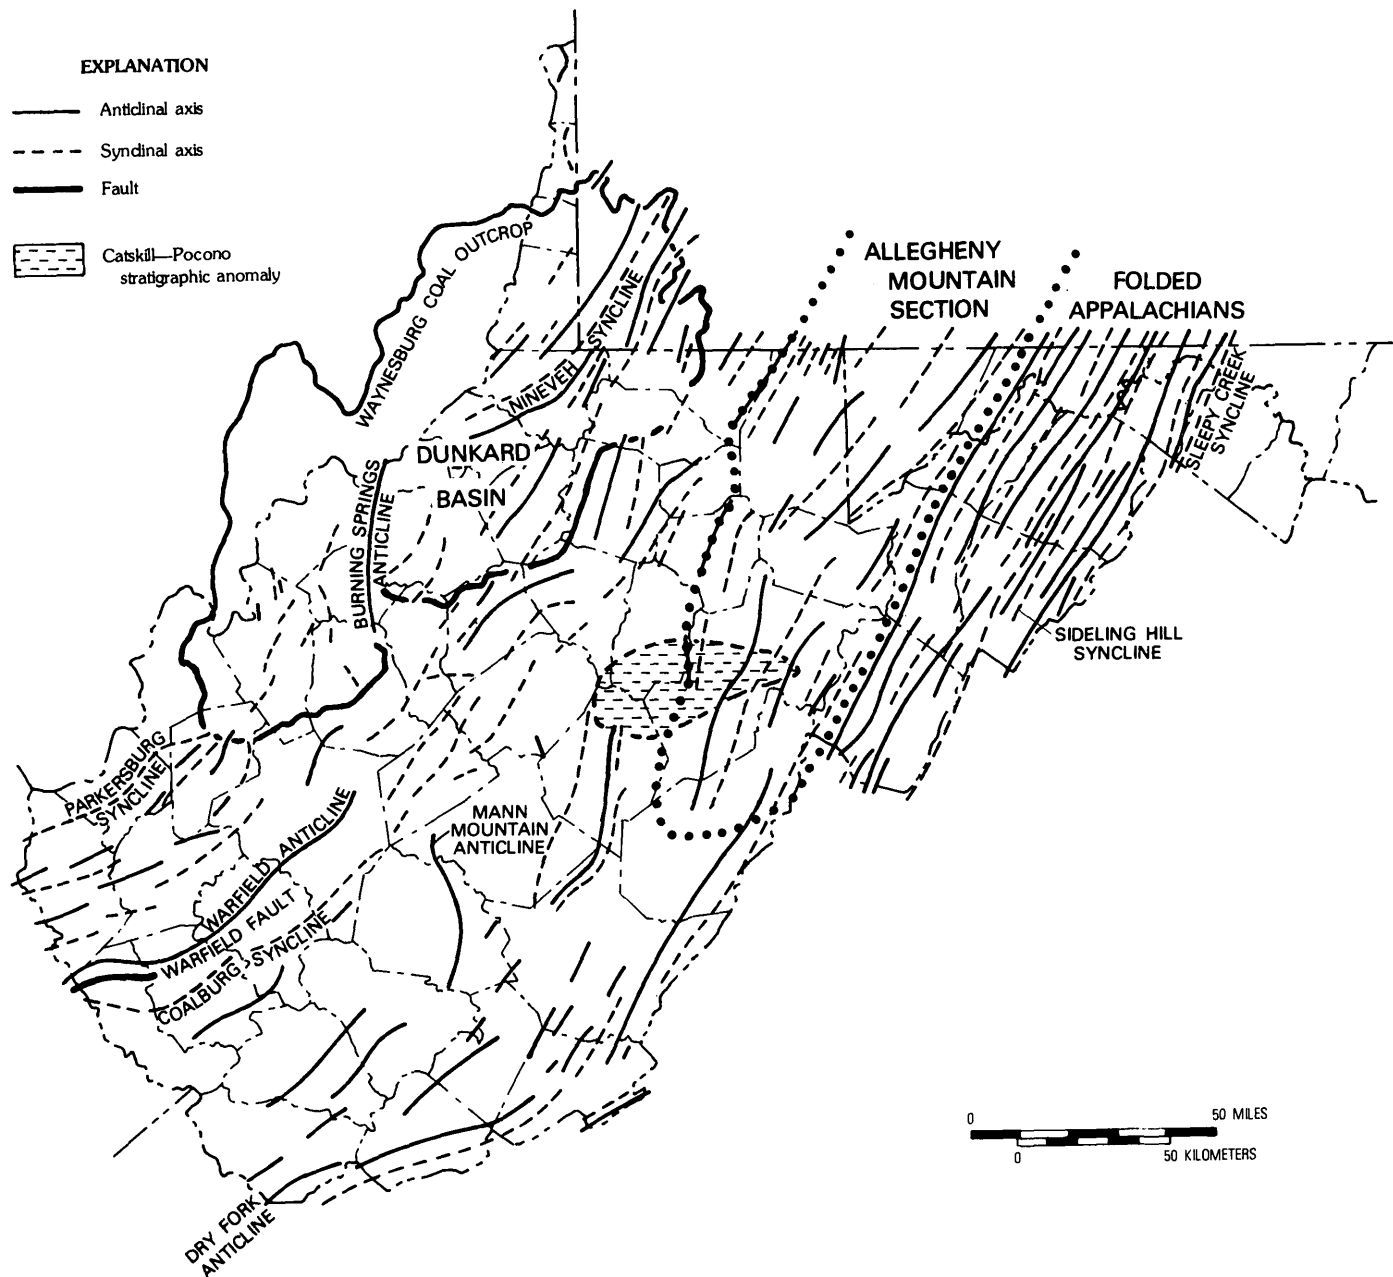 EXPLANATION
Anticlinal axis
Synclinal axis
Fault
Catskill—Pocono
stratigraphic anomaly
WAYNESBURG COAL OUTCROP
ALLEGHENY
MOUNTAIN
SECTION
FOLDED
APPALACHIANS
NINEVEH SYNCLINE
SLEEPY CREEK
SYNCLINE
DUNKARD
BASIN
BURNING SPRINGS
ANTICLINE
SIDELING HILL
SYNCLINE
PARKERSBURG
SYNCLINE
MANN
MOUNTAIN
ANTICLINE
WARFIELD ANTICLINE
WARFIELD FAULT
COALBURG SYNCLINE
DRY FORK
ANTICLINE
0 50 MILES
0 50 KILOMETERS